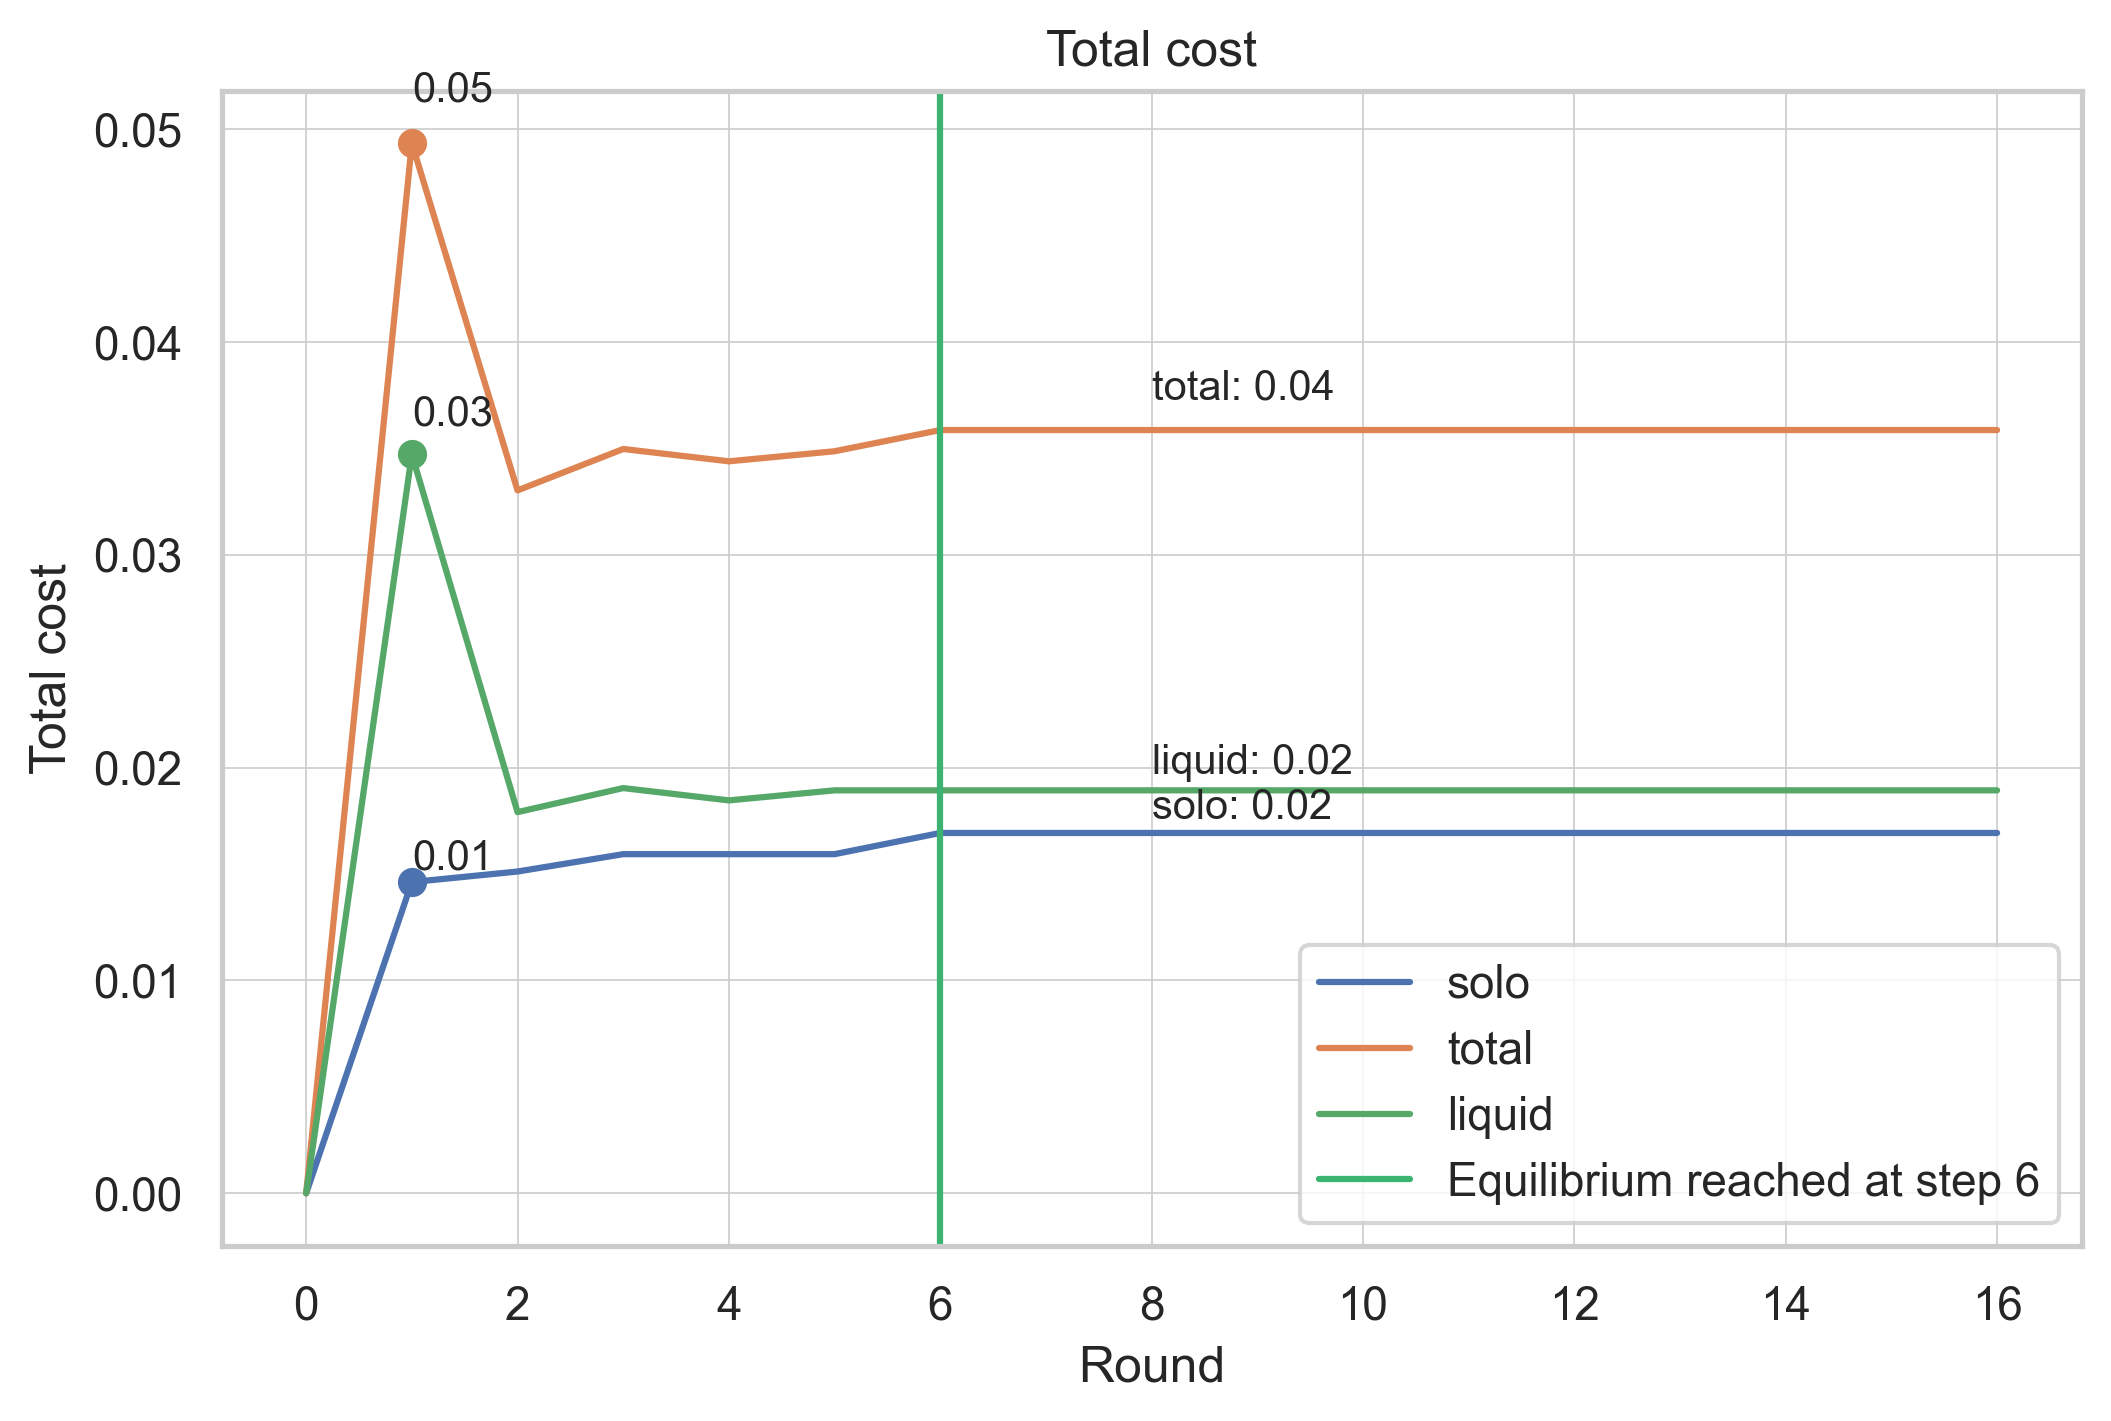 Total cost
0.05
0.05
0.04
total: 0.04
0.03
0.03
Total cost
0.02
liquid: 0.02
solo: 0.02
0.01
0.01
0.00
solo
total
liquid
Equilibrium reached at step 6
0 2 4 6 8 10 12 14 16
Round